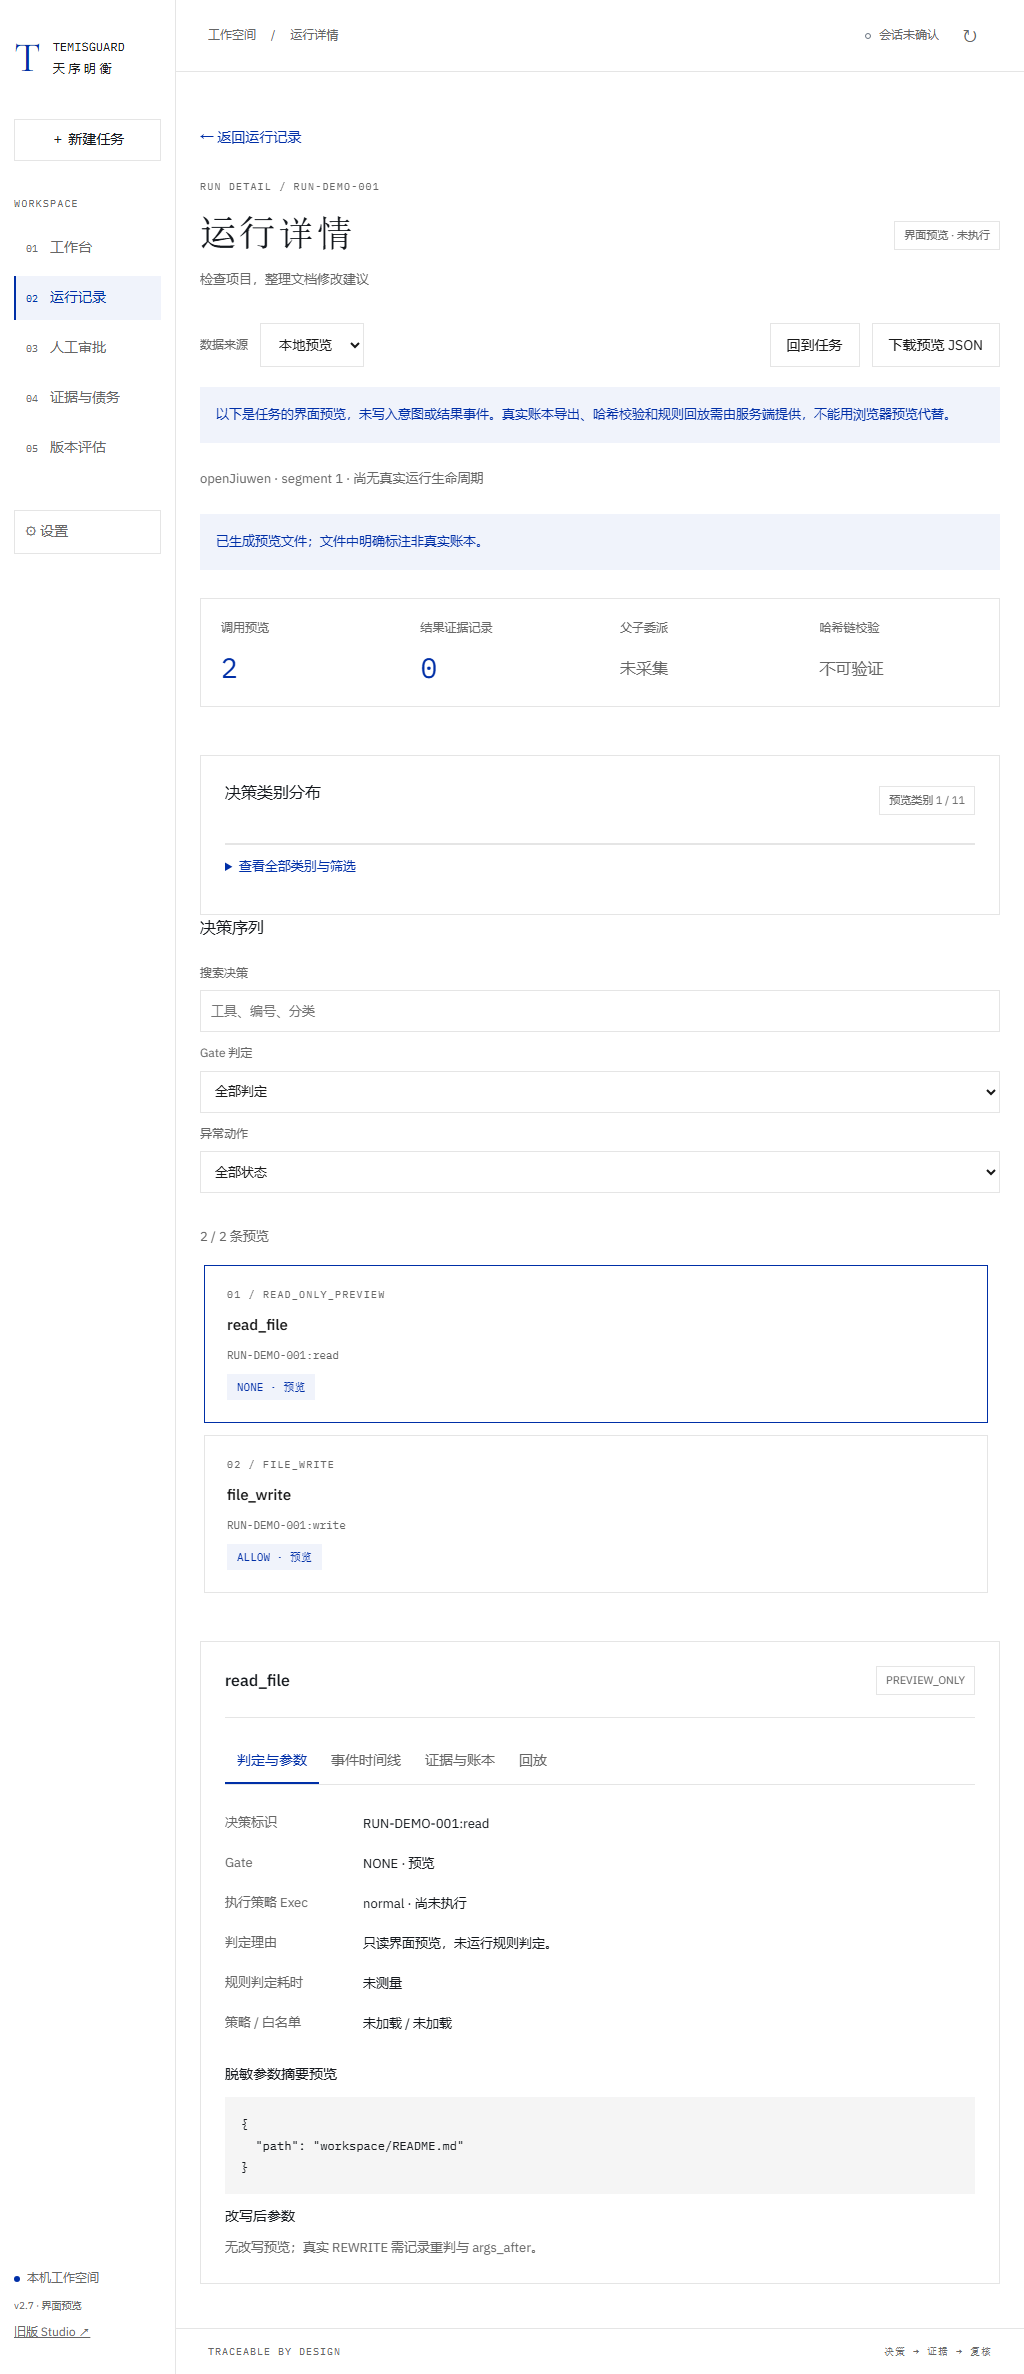 T
TEMISGUARD
天序明衡
+ 新建任务
WORKSPACE
01 工作台
02 运行记录
03 人工审批
04 证据与债务
05 版本评估
⚙ 设置
工作空间 / 运行详情
会话未确认 ↻
← 返回运行记录
RUN DETAIL / RUN-DEMO-001
运行详情
界面预览 · 未执行
检查项目，整理文档修改建议
数据来源 本地预览
回到任务 下载预览 JSON
以下是任务的界面预览，未写入意图或结果事件。真实账本导出、哈希校验和规则回放需由服务端提供，不能用浏览器预览代替。
openJiuwen · segment 1 · 尚无真实运行生命周期
已生成预览文件；文件中明确标注非真实账本。
调用预览 结果证据记录 父子委派 哈希链校验
2 0 未采集 不可验证
决策类别分布
预览类别 1 / 11
▶ 查看全部类别与筛选
决策序列
搜索决策
工具、编号、分类
Gate 判定
全部判定
异常动作
全部状态
2 / 2 条预览
01 / READ_ONLY_PREVIEW
read_file
RUN-DEMO-001:read
NONE · 预览
02 / FILE_WRITE
file_write
RUN-DEMO-001:write
ALLOW · 预览
read_file
PREVIEW_ONLY
判定与参数 事件时间线 证据与账本 回放
决策标识 RUN-DEMO-001:read
Gate NONE · 预览
执行策略 Exec normal · 尚未执行
判定理由 只读界面预览，未运行规则判定。
规则判定耗时 未测量
策略 / 白名单 未加载 / 未加载
脱敏参数摘要预览
{
"path": "workspace/README.md"
}
改写后参数
无改写预览；真实 REWRITE 需记录重判与 args_after。
本机工作空间
v2.7 · 界面预览
旧版 Studio ↗
TRACEABLE BY DESIGN
决策 → 证据 → 复核